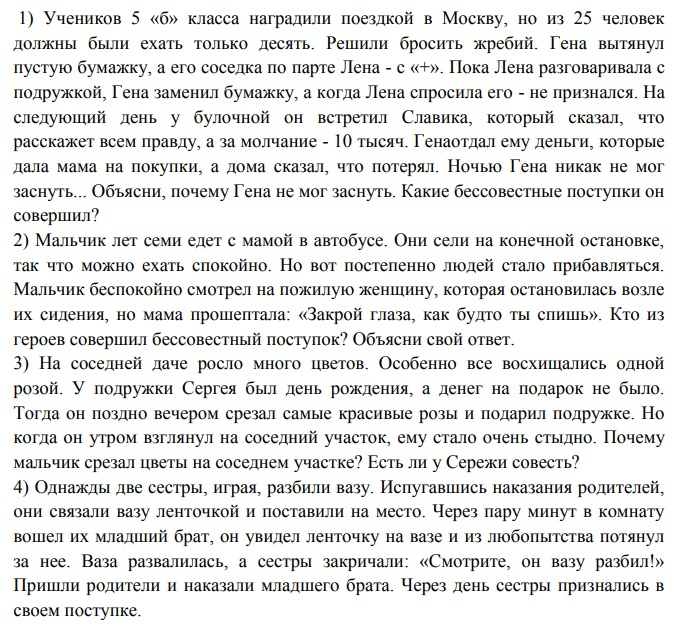 1) Учеников 5 «б» класса наградили поездкой в Москву, но из 25 человек
должны были ехать только десять. Решили бросить жребий. Гена вытянул
пустую бумажку, а его соседка по парте Лена - с «+». Пока Лена разговаривала с
подружкой, Гена заменил бумажку, а когда Лена спросила его - не признался. На
следующий день у булочной он встретил Славика, который сказал, что
расскажет всем правду, а за молчание - 10 тысяч. Генаотдал ему деньги, которые
дала мама на покупки, а дома сказал, что потерял. Ночью Гена никак не мог
заснуть... Объясни, почему Гена не мог заснуть. Какие бессовестные поступки он
совершил?
2) Мальчик лет семи едет с мамой в автобусе. Они сели на конечной остановке,
так что можно ехать спокойно. Но вот постепенно людей стало прибавляться.
Мальчик беспокойно смотрел на пожилую женщину, которая остановилась возле
их сидения, но мама прошептала: «Закрой глаза, как будто ты спишь». Кто из
героев совершил бессовестный поступок? Объясни свой ответ.
3) На соседней даче росло много цветов. Особенно все восхищались одной
розой. У подружки Сергея был день рождения, а денег на подарок не было.
Тогда он поздно вечером срезал самые красивые розы и подарил подружке. Но
когда он утром взглянул на соседний участок, ему стало очень стыдно. Почему
мальчик срезал цветы на соседнем участке? Есть ли у Сережи совесть?
4) Однажды две сестры, играя, разбили вазу. Испугавшись наказания родителей,
они связали вазу ленточкой и поставили на место. Через пару минут в комнату
вошел их младший брат, он увидел ленточку на вазе и из любопытства потянул
за нее. Ваза развалилась, а сестры закричали: «Смотрите, он вазу разбил!»
Пришли родители и наказали младшего брата. Через день сестры признались в
своем поступке.